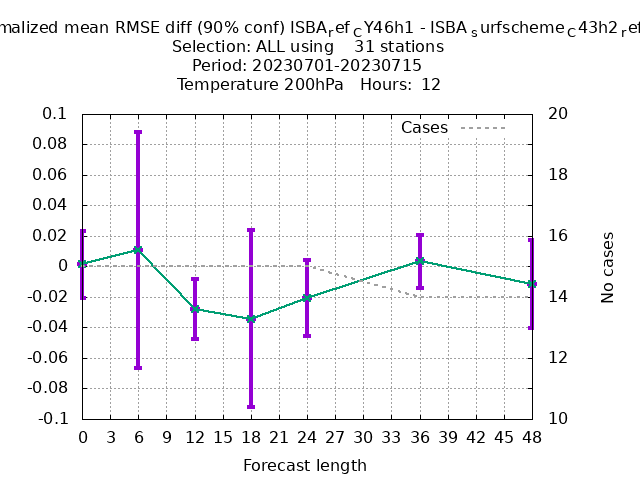 malized mean RMSE diff (90% conf) ISBA_ref_CY46h1 - ISBA_surfscheme_C43h2_ref
Selection: ALL using 31 stations
Period: 20230701-20230715
Temperature 200hPa Hours: 12
Cases
0.1
0.08
0.06
0.04
0.02
0
-0.02
-0.04
-0.06
-0.08
-0.1
20
18
16
14
12
10
No cases
0 3 6 9 12 15 18 21 24 27 30 33 36 39 42 45 48
Forecast length